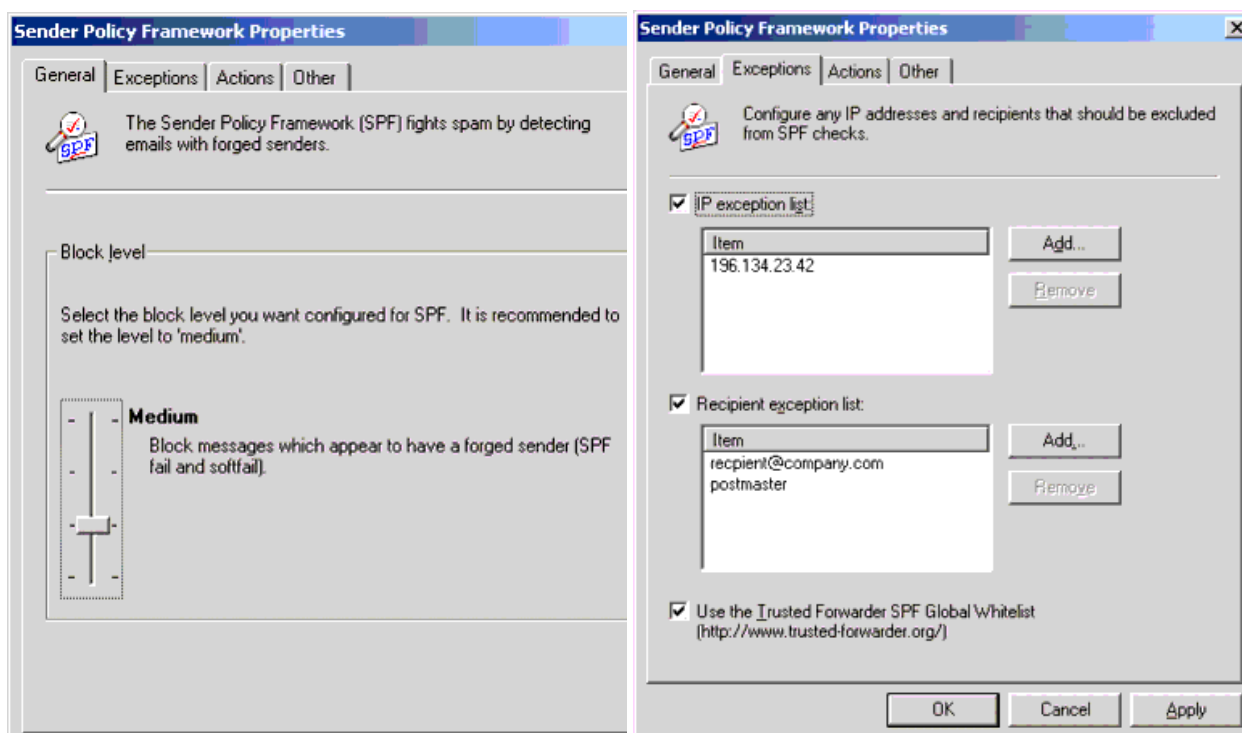 Sender Policy Framework Properties
General Exceptions Actions Other
SPF
The Sender Policy Framework (SPF) fights spam by detecting
emails with forged senders.
Block level
Select the block level you want configured for SPF. It is recommended to
set the level to 'medium'.
Medium
Block messages which appear to have a forged sender (SPF
fail and softfail).
Sender Policy Framework Properties
General Exceptions Actions Other
SPF
Configure any IP addresses and recipients that should be excluded
from SPF checks.
IP exception list:
Item
196.134.23.42
Add...
Remove
Recipient exception list:
Item
recpient@company.com
postmaster
Add...
Remove
Use the Trusted Forwarder SPF Global Whitelist
(http://www.trusted-forwarder.org/)
OK Cancel Apply